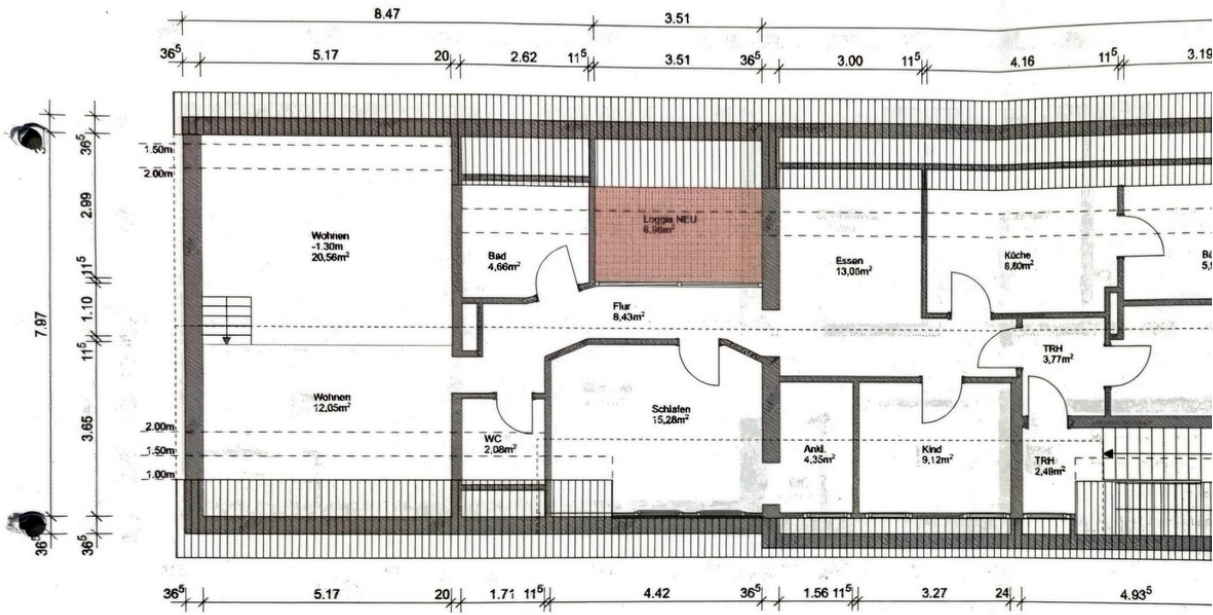 8.47
3.51
36⁵
5.17
20
2.62
11⁵
3.51
36⁵
3.00
11⁵
4.16
11⁵
3.19
1.50m
2.00m
36⁵
2.99
11⁵
1.10
11⁵
3.65
36⁵
7.97
36⁵
Wohnen
-1.30m
20,56m²
Bad
4,66m²
Loggia NEU
6,98m²
Essen
13,05m²
Küche
6,80m²
Flur
8,43m²
TRH
3,77m²
Wohnen
12,05m²
WC
2,08m²
Schlafen
15,28m²
Ankl.
4,35m²
Kind
9,12m²
TRH
2,49m²
2.00m
1.50m
1.00m
36⁵
5.17
20
1.71
11⁵
4.42
36⁵
1.56
11⁵
3.27
24
4.93⁵